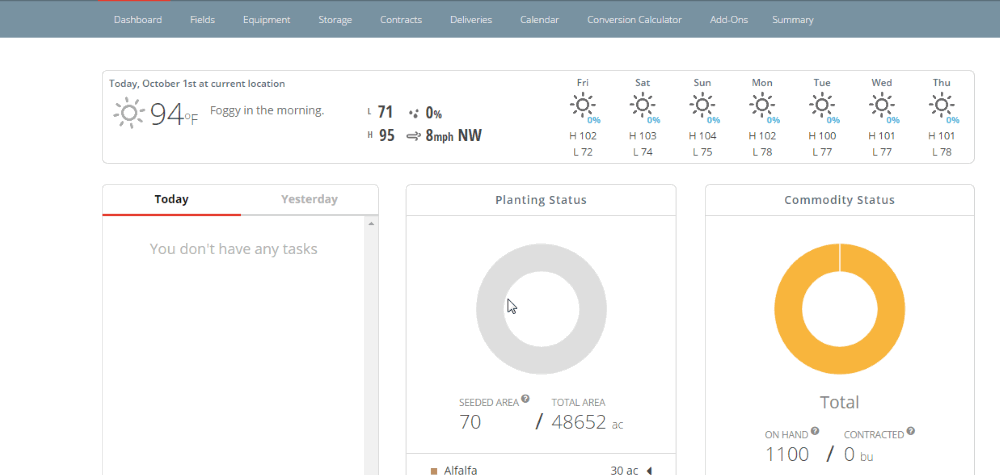 Dashboard Fields Equipment Storage Contracts Deliveries Calendar Conversion Calculator Add-Ons Summary
Today, October 1st at current location
94°F Foggy in the morning.
L 71 0%
H 95 8mph NW
Fri Sat Sun Mon Tue Wed Thu
0% 0% 0% 0% 0% 0% 0%
H 102 H 103 H 104 H 102 H 100 H 101 H 101
L 72 L 74 L 75 L 78 L 77 L 77 L 78
Today Yesterday
You don't have any tasks
Planting Status
SEEDED AREA ? TOTAL AREA
70 / 48652 ac
Alfalfa 30 ac
Commodity Status
Total
ON HAND ? CONTRACTED ?
1100 / 0 bu